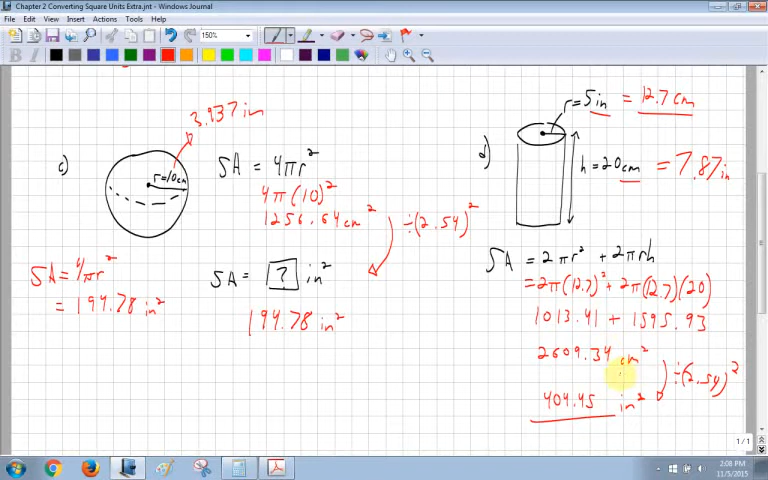 Chapter 2 Converting Square Units Extra.jnt - Windows Journal
File Edit View Insert Actions Tools Help
150%
B I
c)
3.937 in
r=10cm
SA = 4πr²
4π(10)²
1256.64 cm²
÷(2.54)²
SA = ? in²
194.78 in²
SA = 4πr²
= 194.78 in²
d)
r = 5in = 12.7 cm
h = 20cm = 7.87in
SA = 2πr² + 2πrh
= 2π(12.7)² + 2π(12.7)(20)
1013.41 + 1595.93
2609.34 cm²
÷(2.54)²
404.45 in²
1 / 1
2:08 PM
11/5/2015